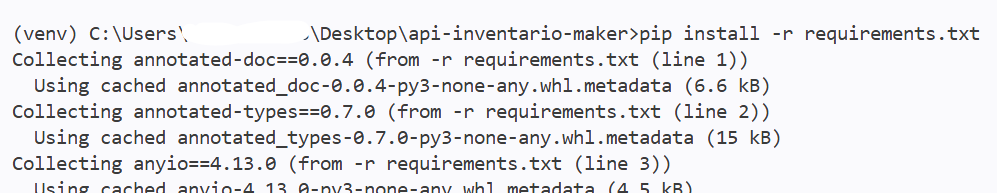 (venv) C:\Users\ \Desktop\api-inventario-maker>pip install -r requirements.txt
Collecting annotated-doc==0.0.4 (from -r requirements.txt (line 1))
Using cached annotated_doc-0.0.4-py3-none-any.whl.metadata (6.6 kB)
Collecting annotated-types==0.7.0 (from -r requirements.txt (line 2))
Using cached annotated_types-0.7.0-py3-none-any.whl.metadata (15 kB)
Collecting anyio==4.13.0 (from -r requirements.txt (line 3))
Using cached anyio-4.13.0-py3-none-any.whl.metadata (4.5 kB)